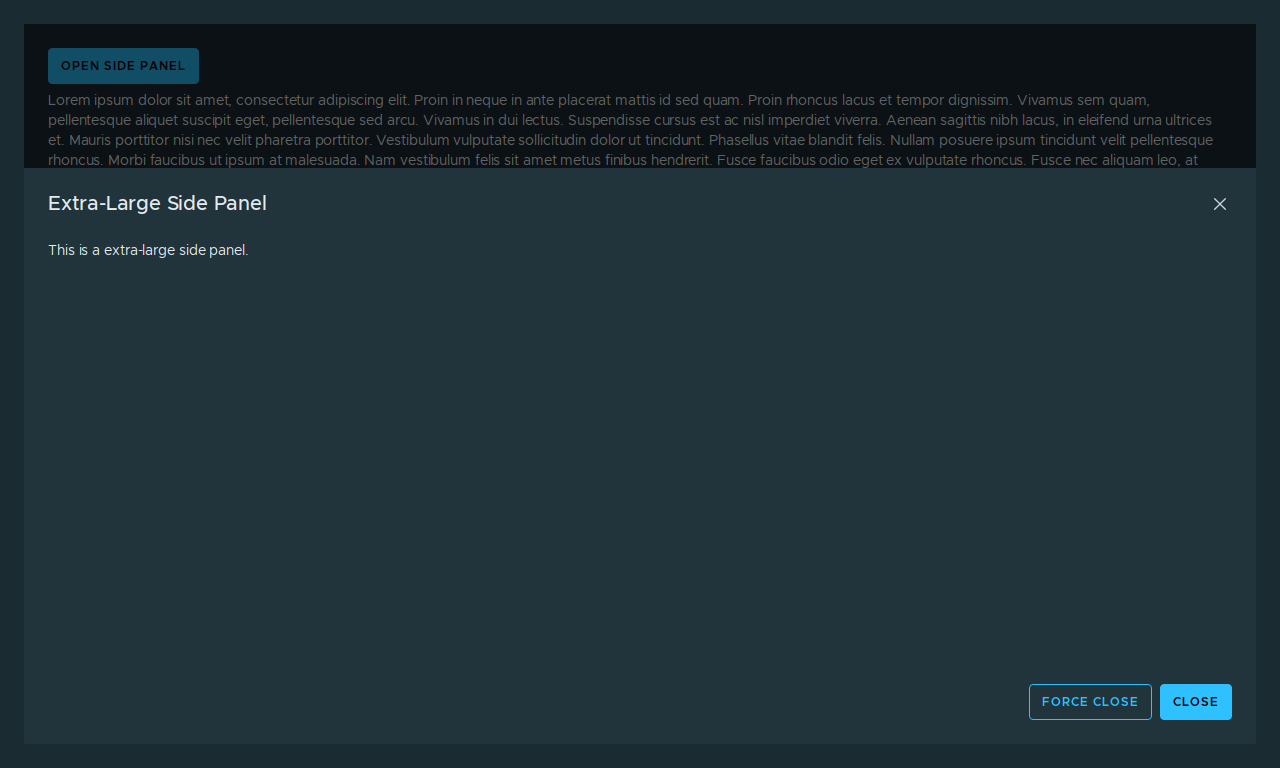 OPEN SIDE PANEL
Lorem ipsum dolor sit amet, consectetur adipiscing elit. Proin in neque in ante placerat mattis id sed quam. Proin rhoncus lacus et tempor dignissim. Vivamus sem quam,
pellentesque aliquet suscipit eget, pellentesque sed arcu. Vivamus in dui lectus. Suspendisse cursus est ac nisl imperdiet viverra. Aenean sagittis nibh lacus, in eleifend urna ultrices
et. Mauris porttitor nisi nec velit pharetra porttitor. Vestibulum vulputate sollicitudin dolor ut tincidunt. Phasellus vitae blandit felis. Nullam posuere ipsum tincidunt velit pellentesque
rhoncus. Morbi faucibus ut ipsum at malesuada. Nam vestibulum felis sit amet metus finibus hendrerit. Fusce faucibus odio eget ex vulputate rhoncus. Fusce nec aliquam leo, at
Extra-Large Side Panel
This is a extra-large side panel.
FORCE CLOSE
CLOSE